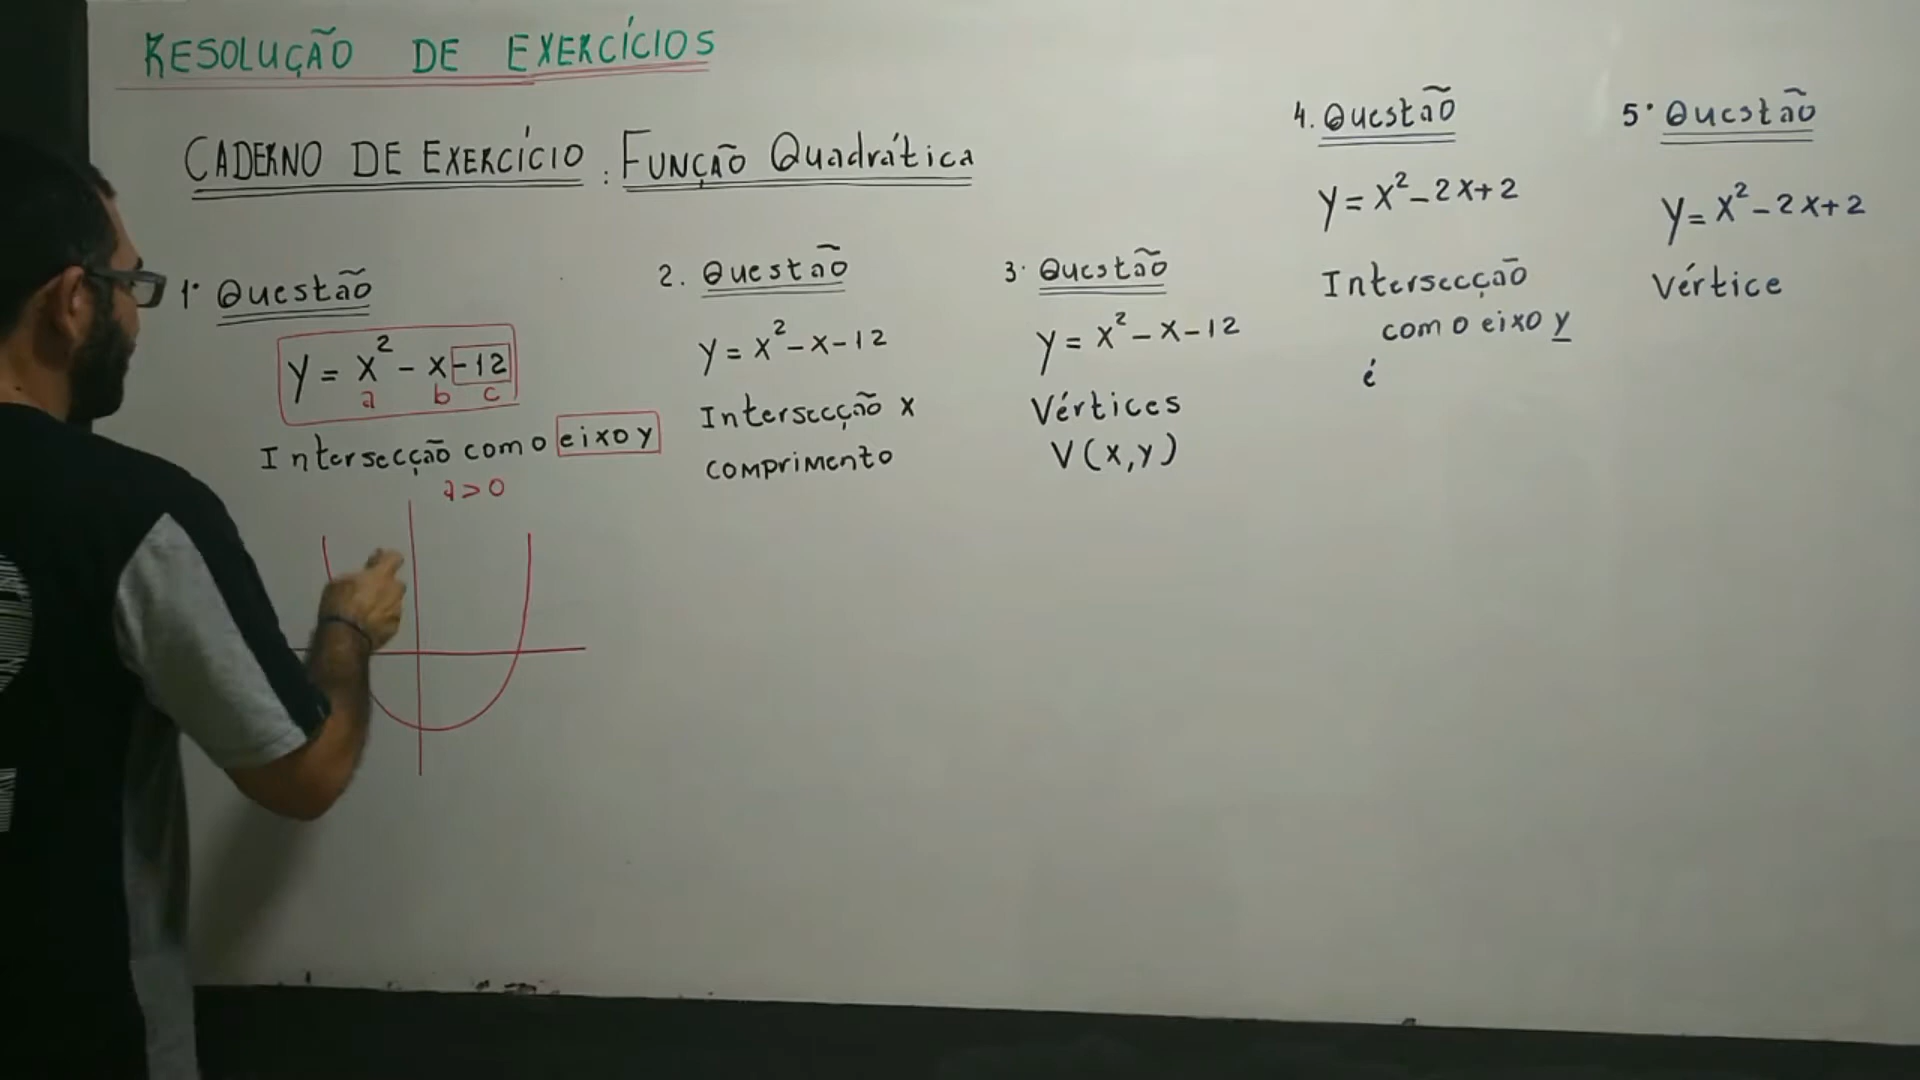 RESOLUÇÃO DE EXERCÍCIOS
CADERNO DE EXERCÍCIO : FUNÇÃO Quadrática
1· Questão
y = x² - x - 12
a b c
Intersecção com o eixo y
a > 0
2. Questão
y = x² - x - 12
Intersecção x
comprimento
3· Questão
y = x² - x - 12
Vértices
V(x,y)
4. Questão
y = x² - 2x + 2
Intersecção
com o eixo y
é
5· Questão
y = x² - 2x + 2
Vértice